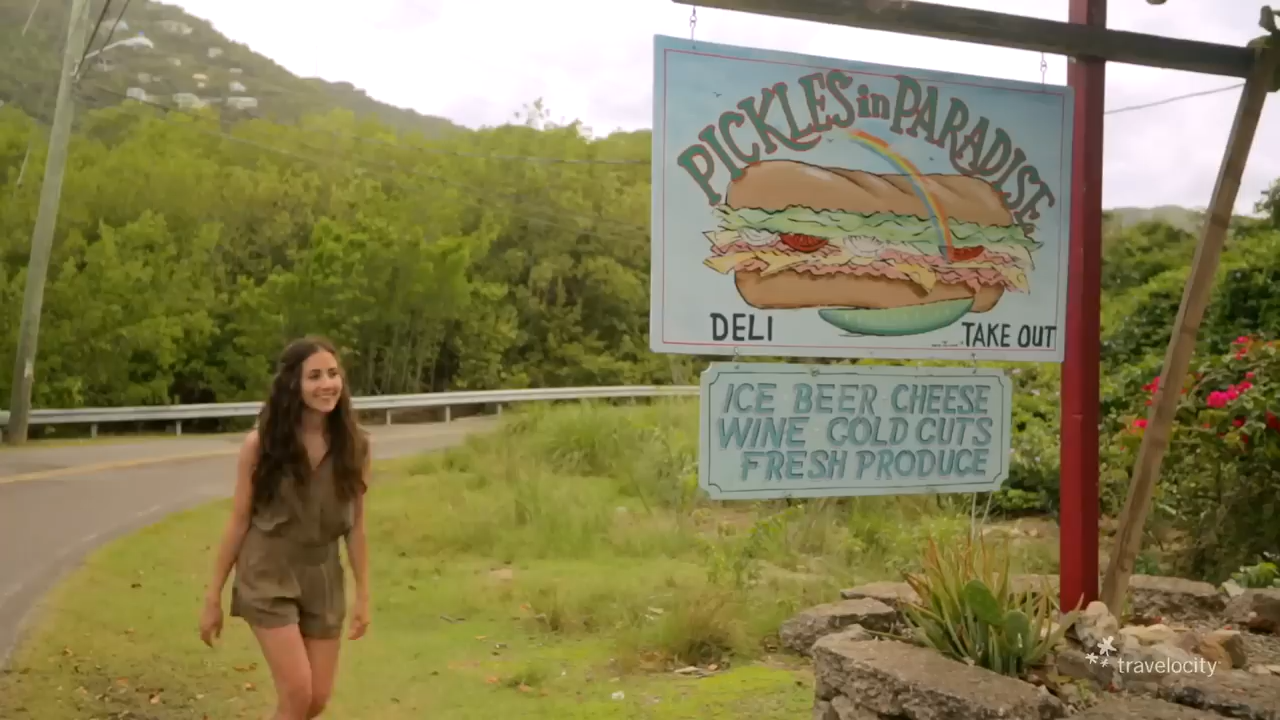 PICKLES in PARADISE
DELI
TAKE OUT
ICE BEER CHEESE
WINE COLD CUTS
FRESH PRODUCE
travelocity